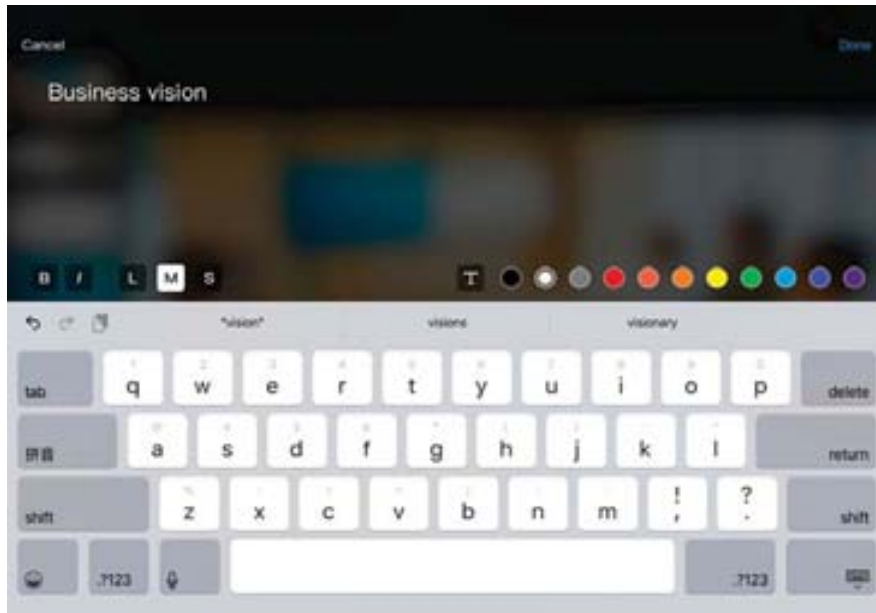 Cancel Done
Business vision
B I L M S T
"vision" visions visionary
tab q w e r t y u i o p delete
拼音 a s d f g h j k l return
shift z x c v b n m ! , ? . shift
.?123 .?123